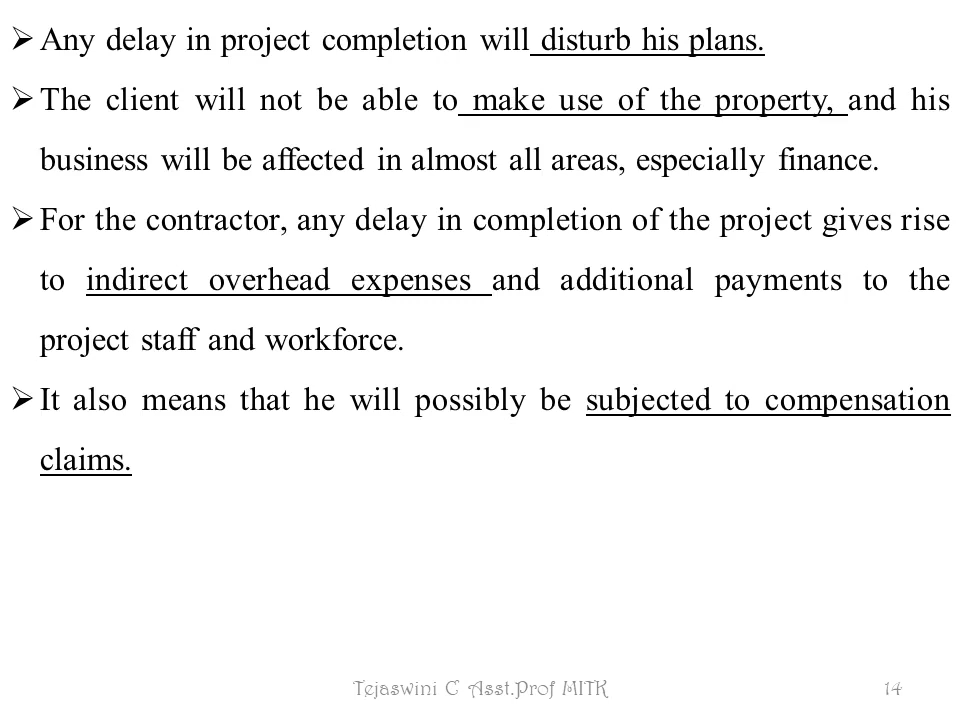 ➢ Any delay in project completion will disturb his plans.
➢ The client will not be able to make use of the property, and his
business will be affected in almost all areas, especially finance.
➢ For the contractor, any delay in completion of the project gives rise
to indirect overhead expenses and additional payments to the
project staff and workforce.
➢ It also means that he will possibly be subjected to compensation
claims.
Tejaswini C Asst.Prof MITK 14